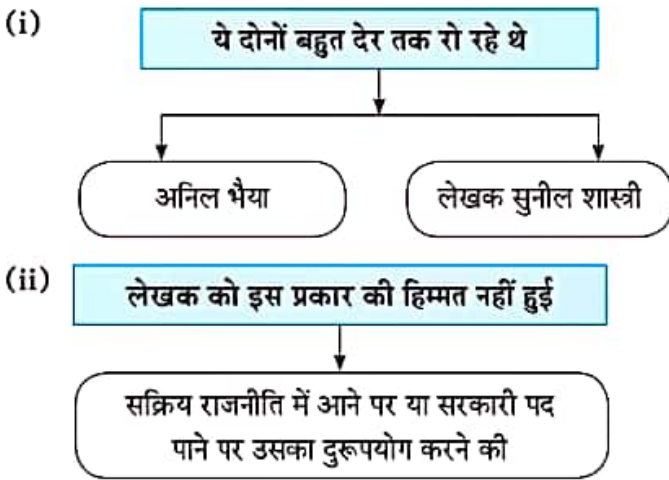 (i)
ये दोनों बहुत देर तक रो रहे थे
अनिल भैया
लेखक सुनील शास्त्री
(ii)
लेखक को इस प्रकार की हिम्मत नहीं हुई
सक्रिय राजनीति में आने पर या सरकारी पद
पाने पर उसका दुरूपयोग करने की